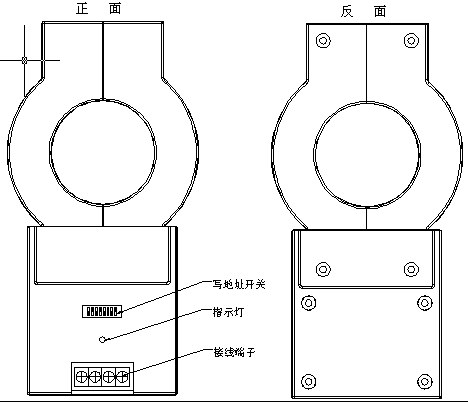 正 面
反 面
写地址开关
指示灯
接线端子